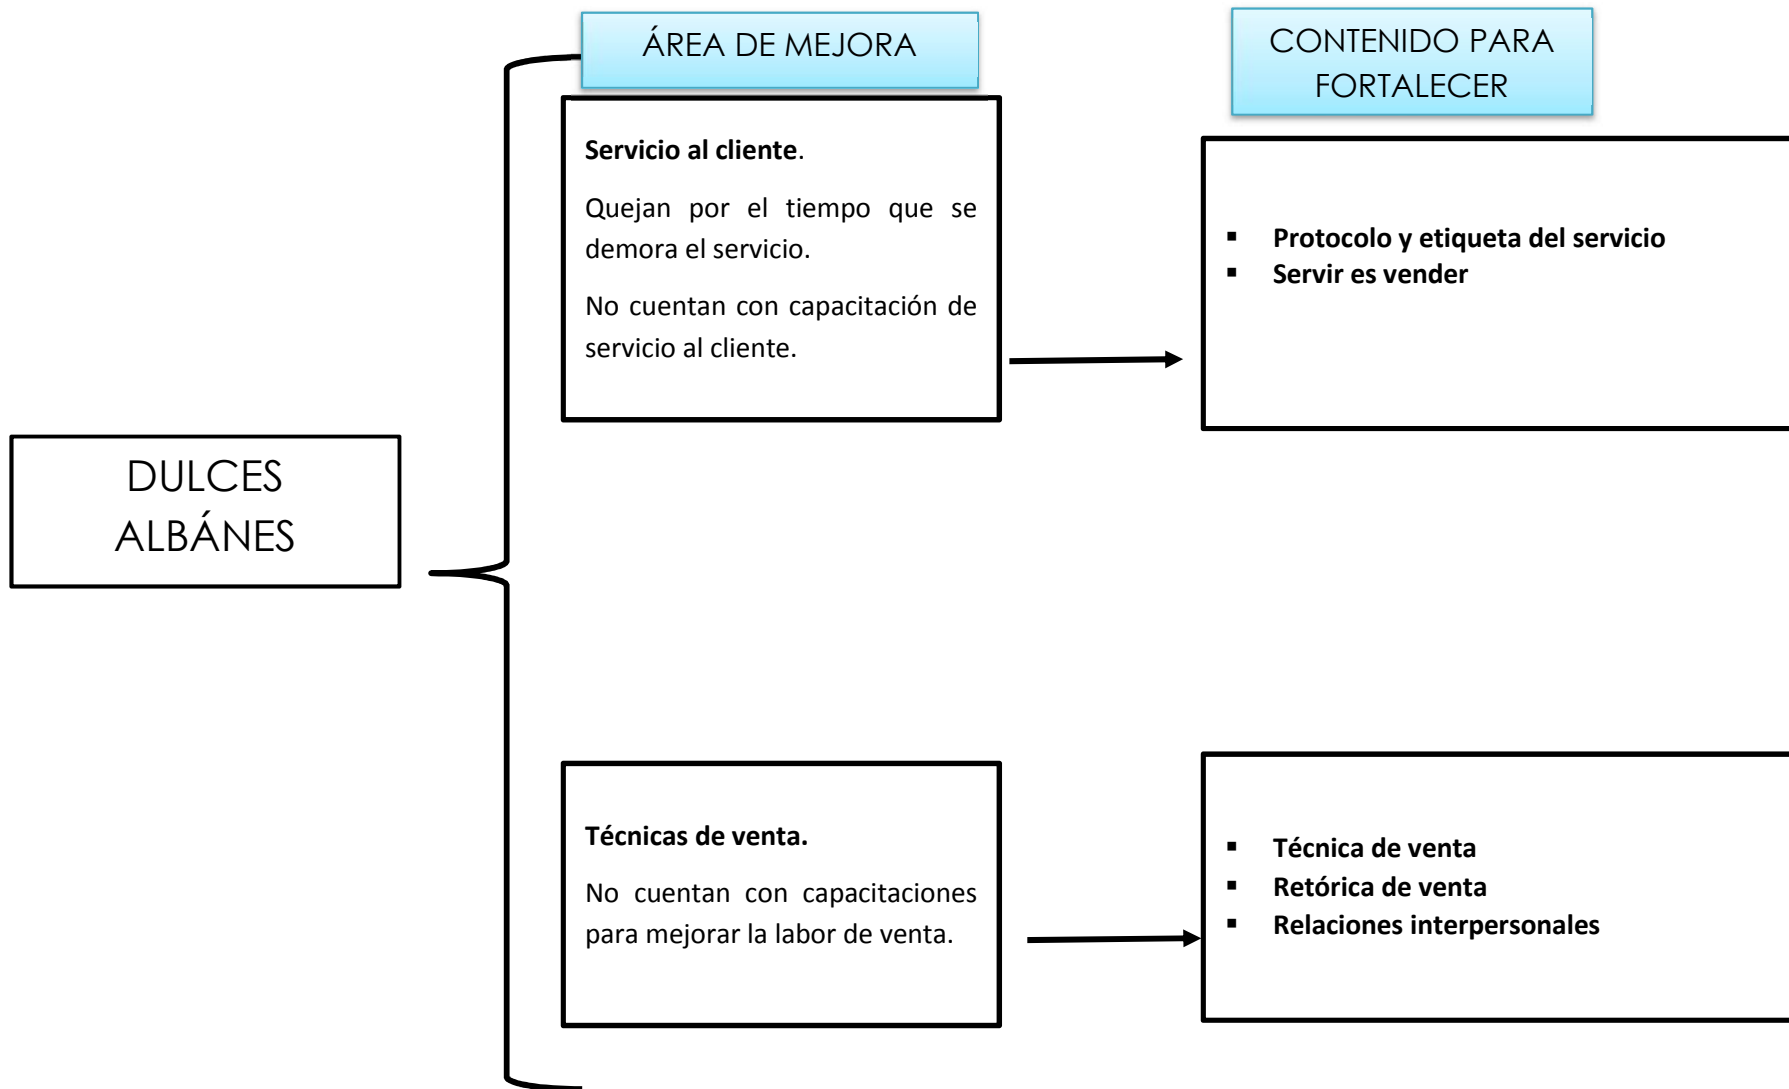 ÁREA DE MEJORA
CONTENIDO PARA
FORTALECER
Servicio al cliente.
Quejan por el tiempo que se
demora el servicio.
No cuentan con capacitación de
servicio al cliente.
▪ Protocolo y etiqueta del servicio
▪ Servir es vender
DULCES
ALBÁNES
Técnicas de venta.
No cuentan con capacitaciones
para mejorar la labor de venta.
▪ Técnica de venta
▪ Retórica de venta
▪ Relaciones interpersonales